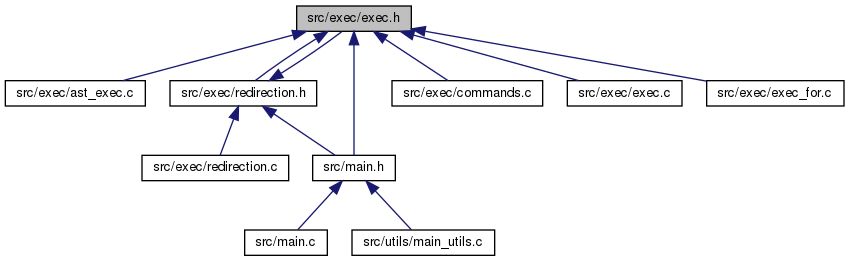 src/exec/exec.h
src/exec/ast_exec.c
src/exec/redirection.h
src/exec/commands.c
src/exec/exec.c
src/exec/exec_for.c
src/exec/redirection.c
src/main.h
src/main.c
src/utils/main_utils.c